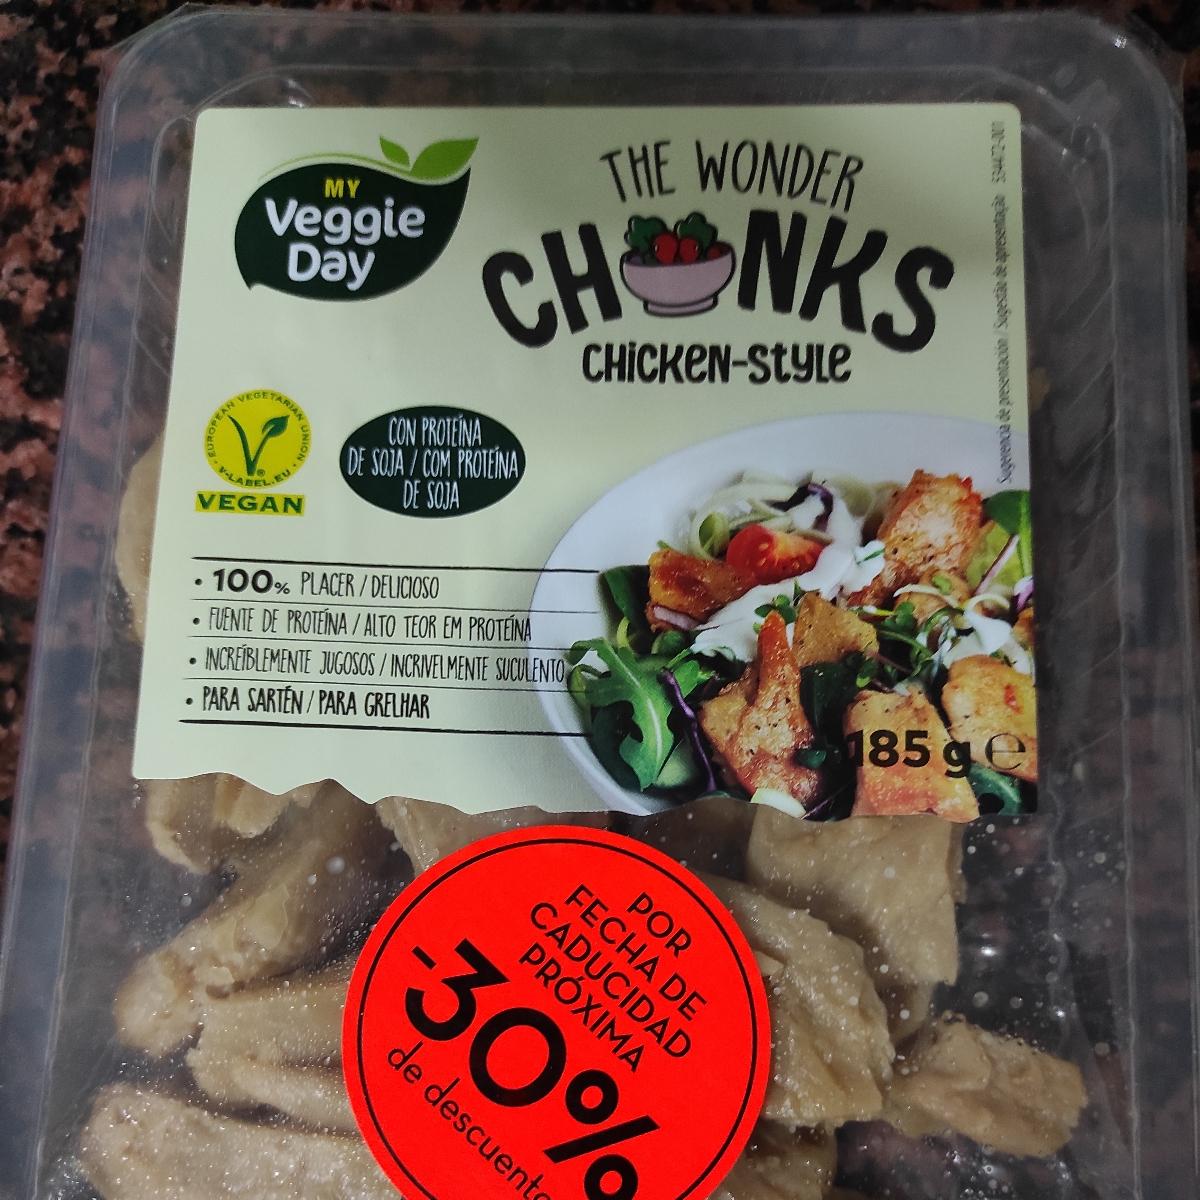 MY
Veggie
Day
THE WONDER
CHUNKS
CHICKEN-STYLE
EUROPEAN VEGETARIAN UNION
V-LABEL.EU
VEGAN
CON PROTEÍNA
DE SOJA / COM PROTEÍNA
DE SOJA
• 100% PLACER / DELICIOSO
• FUENTE DE PROTEÍNA / ALTO TEOR EM PROTEÍNA
• INCREÍBLEMENTE JUGOSOS / INCRIVELMENTE SUCULENTO
• PARA SARTÉN / PARA GRELHAR
185 g ℮
Sugerencia de presentación / Sugestão de apresentação 534472-001
POR
FECHA DE
CADUCIDAD
PRÓXIMA
-30%
de descuento